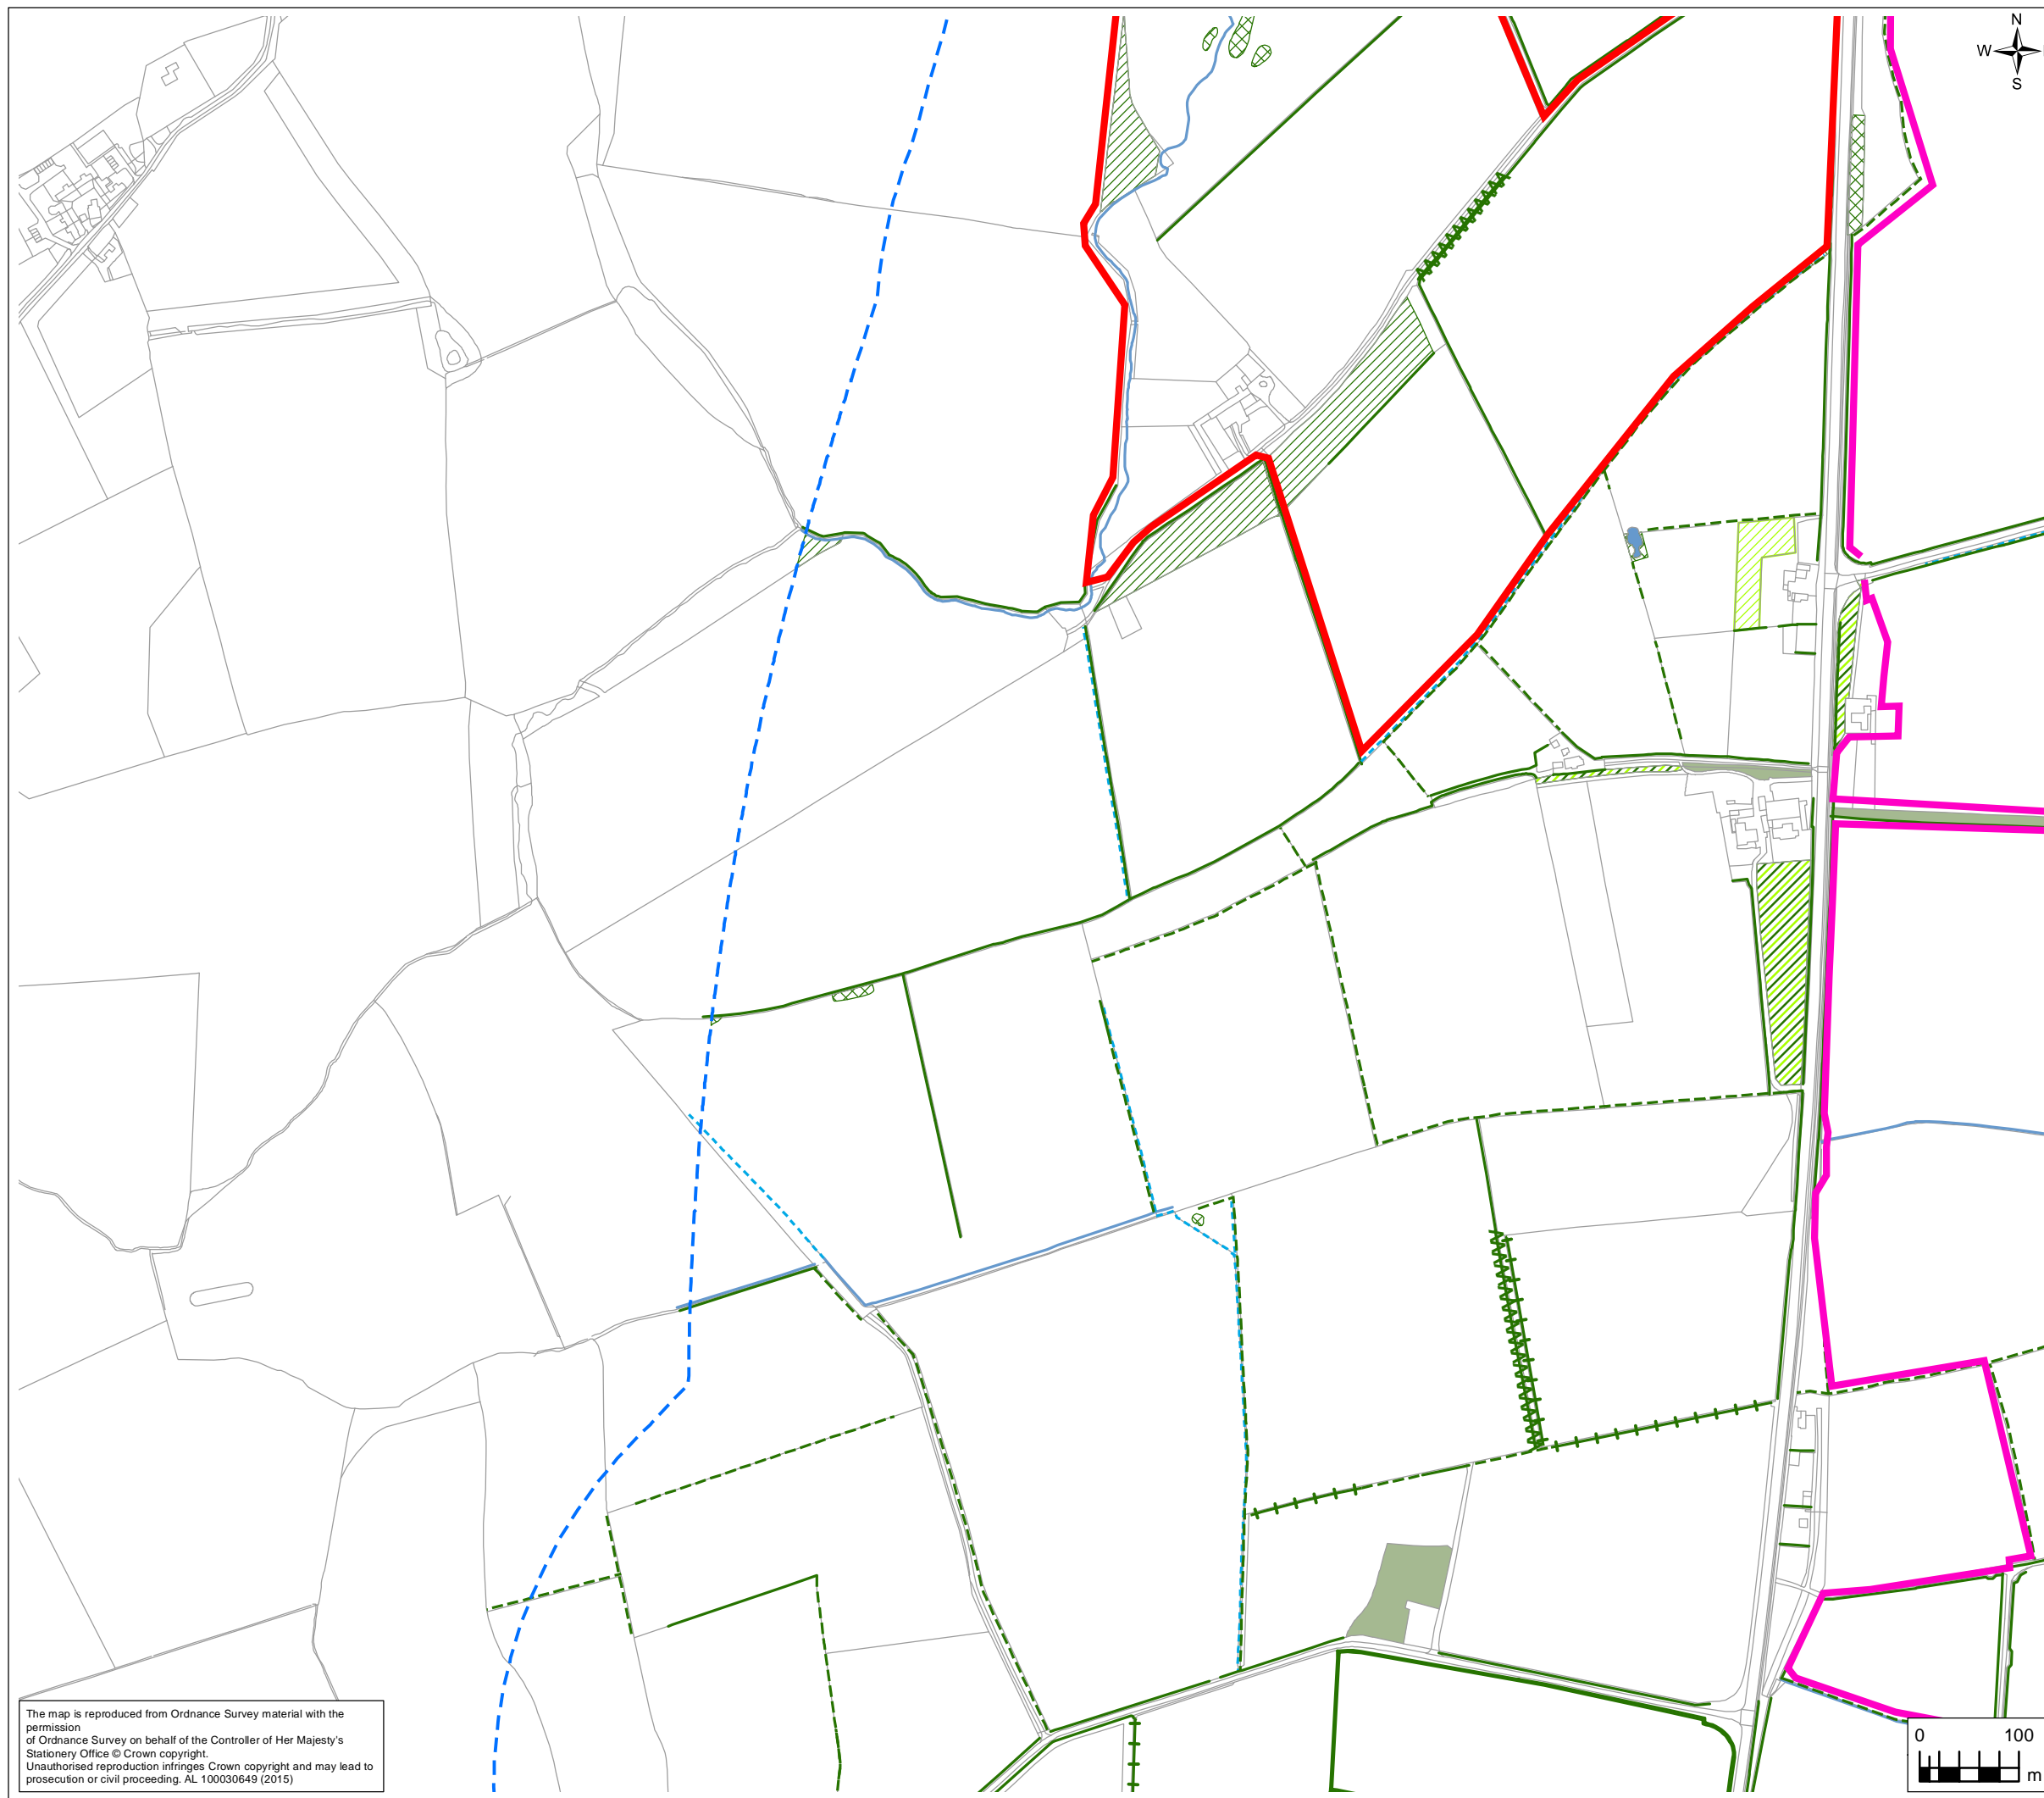 N
W
S
The map is reproduced from Ordnance Survey material with the
permission
of Ordnance Survey on behalf of the Controller of Her Majesty's
Stationery Office © Crown copyright.
Unauthorised reproduction infringes Crown copyright and may lead to
prosecution or civil proceeding. AL 100030649 (2015)
0 100
m